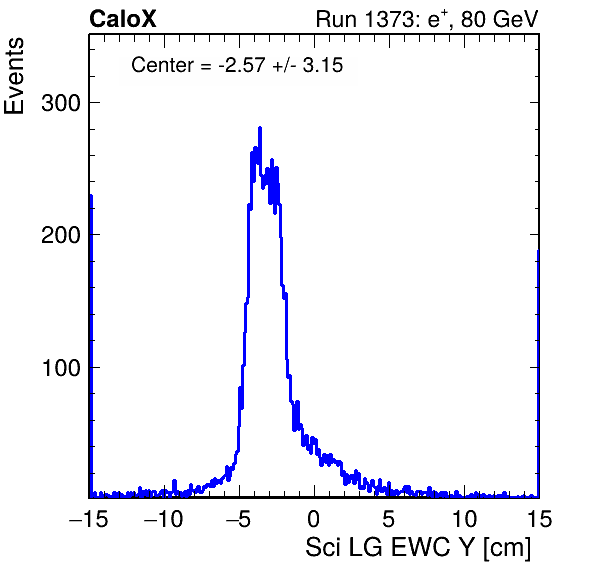 CaloX Run 1373: e⁺, 80 GeV
Center = -2.57 +/- 3.15
Events
300
200
100
−15 −10 −5 0 5 10 15
Sci LG EWC Y [cm]